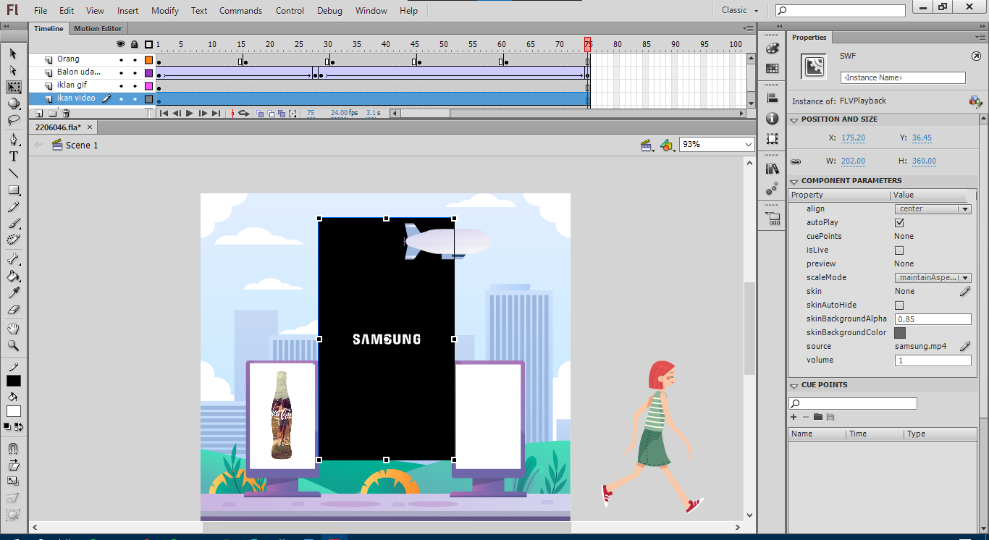 Fl File Edit View Insert Modify Text Commands Control Debug Window Help Classic
Timeline Motion Editor
1 5 10 15 20 25 30 35 40 45 50 55 60 65 70 75 80 85 90 95 100
Orang
Balon uda...
Iklan gif
ikan video
75 24.00 fps 3.1 s
2206046.fla*
Scene 1
93%
SAMSUNG
Coca-Cola
Properties
SWF
<Instance Name>
Instance of: FLVPlayback
POSITION AND SIZE
X: 175.20 Y: 36.45
W: 202.00 H: 360.00
COMPONENT PARAMETERS
Property Value
align center
autoPlay
cuePoints None
isLive
preview None
scaleMode maintainAspe...
skin None
skinAutoHide
skinBackgroundAlpha 0.85
skinBackgroundColor
source samsung.mp4
volume 1
CUE POINTS
Name Time Type